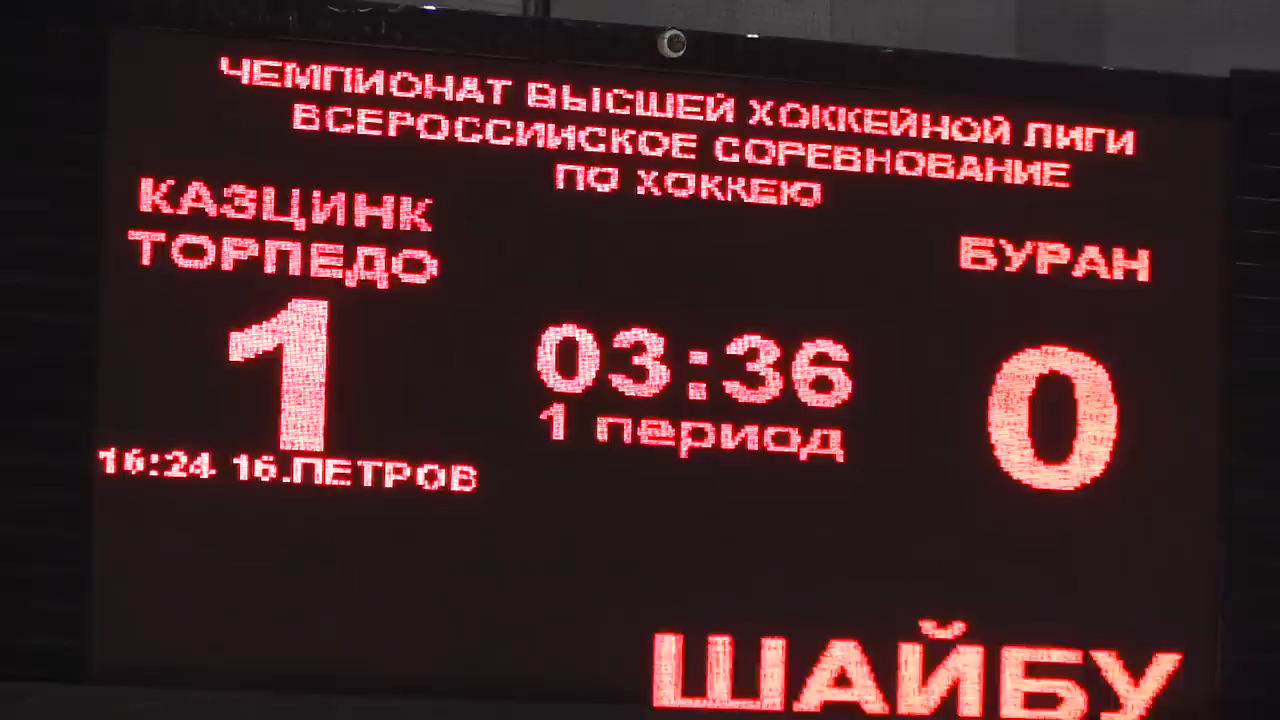 ЧЕМПИОНАТ ВЫСШЕЙ ХОККЕЙНОЙ ЛИГИ
ВСЕРОССИЙСКОЕ СОРЕВНОВАНИЕ
ПО ХОККЕЮ
КАЗЦИНК
ТОРПЕДО
БУРАН
1
03:36
0
1 период
16:24 16.ПЕТРОВ
ШАЙБУ